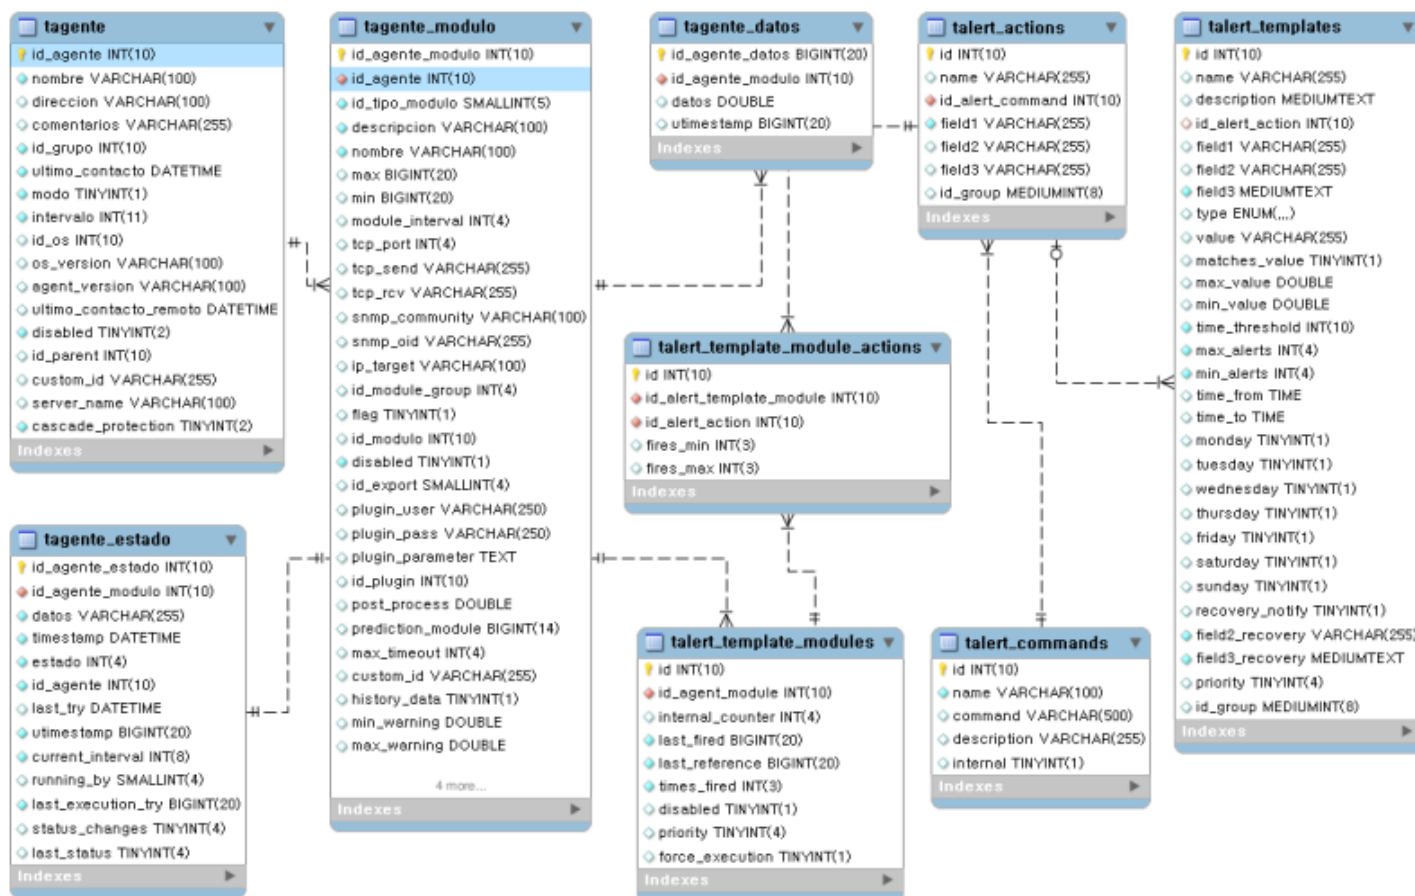 tagente
id_agente INT(10)
nombre VARCHAR(100)
direccion VARCHAR(100)
comentarios VARCHAR(255)
id_grupo INT(10)
ultimo_contacto DATETIME
modo TINYINT(1)
intervalo INT(11)
id_os INT(10)
os_version VARCHAR(100)
agent_version VARCHAR(100)
ultimo_contacto_remoto DATETIME
disabled TINYINT(2)
id_parent INT(10)
custom_id VARCHAR(255)
server_name VARCHAR(100)
cascade_protection TINYINT(2)
Indexes
tagente_estado
id_agente_estado INT(10)
id_agente_modulo INT(10)
datos VARCHAR(255)
timestamp DATETIME
estado INT(4)
id_agente INT(10)
last_try DATETIME
utimestamp BIGINT(20)
current_interval INT(8)
running_by SMALLINT(4)
last_execution_try BIGINT(20)
status_changes TINYINT(4)
last_status TINYINT(4)
Indexes
tagente_modulo
id_agente_modulo INT(10)
id_agente INT(10)
id_tipo_modulo SMALLINT(5)
descripcion VARCHAR(100)
nombre VARCHAR(100)
max BIGINT(20)
min BIGINT(20)
module_interval INT(4)
tcp_port INT(4)
tcp_send VARCHAR(255)
tcp_rcv VARCHAR(255)
snmp_community VARCHAR(100)
snmp_oid VARCHAR(255)
ip_target VARCHAR(100)
id_module_group INT(4)
flag TINYINT(1)
id_modulo INT(10)
disabled TINYINT(1)
id_export SMALLINT(4)
plugin_user VARCHAR(250)
plugin_pass VARCHAR(250)
plugin_parameter TEXT
id_plugin INT(10)
post_process DOUBLE
prediction_module BIGINT(14)
max_timeout INT(4)
custom_id VARCHAR(255)
history_data TINYINT(1)
min_warning DOUBLE
max_warning DOUBLE
4 more...
Indexes
tagente_datos
id_agente_datos BIGINT(20)
id_agente_modulo INT(10)
datos DOUBLE
utimestamp BIGINT(20)
Indexes
talert_template_module_actions
id INT(10)
id_alert_template_module INT(10)
id_alert_action INT(10)
fires_min INT(3)
fires_max INT(3)
Indexes
talert_template_modules
id INT(10)
id_agent_module INT(10)
internal_counter INT(4)
last_fired BIGINT(20)
last_reference BIGINT(20)
times_fired INT(3)
disabled TINYINT(1)
priority TINYINT(4)
force_execution TINYINT(1)
Indexes
talert_actions
id INT(10)
name VARCHAR(255)
id_alert_command INT(10)
field1 VARCHAR(255)
field2 VARCHAR(255)
field3 VARCHAR(255)
id_group MEDIUMINT(8)
Indexes
talert_commands
id INT(10)
name VARCHAR(100)
command VARCHAR(500)
description VARCHAR(255)
internal TINYINT(1)
Indexes
talert_templates
id INT(10)
name VARCHAR(255)
description MEDIUMTEXT
id_alert_action INT(10)
field1 VARCHAR(255)
field2 VARCHAR(255)
field3 MEDIUMTEXT
type ENUM(,,,)
value VARCHAR(255)
matches_value TINYINT(1)
max_value DOUBLE
min_value DOUBLE
time_threshold INT(10)
max_alerts INT(4)
min_alerts INT(4)
time_from TIME
time_to TIME
monday TINYINT(1)
tuesday TINYINT(1)
wednesday TINYINT(1)
thursday TINYINT(1)
friday TINYINT(1)
saturday TINYINT(1)
sunday TINYINT(1)
recovery_notify TINYINT(1)
field2_recovery VARCHAR(255)
field3_recovery MEDIUMTEXT
priority TINYINT(4)
id_group MEDIUMINT(8)
Indexes